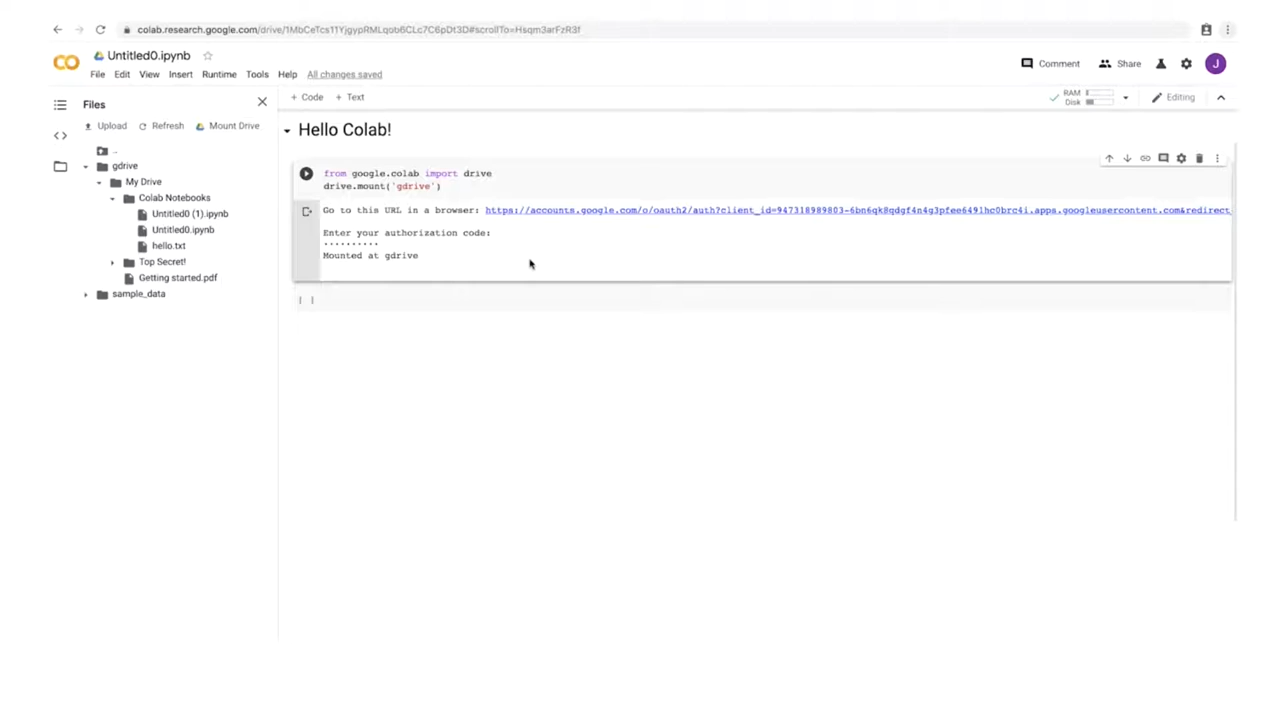 colab.research.google.com/drive/1MbCeTcs11YjgypRMLqob6CLc7C6pDt3D#scrollTo=Hsqm3arFzR3f
Untitled0.ipynb
File Edit View Insert Runtime Tools Help All changes saved
Comment Share J
Files
Upload Refresh Mount Drive
..
gdrive
My Drive
Colab Notebooks
Untitled0 (1).ipynb
Untitled0.ipynb
hello.txt
Top Secret!
Getting started.pdf
sample_data
+ Code + Text
RAM
Disk
Editing
Hello Colab!
from google.colab import drive
drive.mount('gdrive')
Go to this URL in a browser: https://accounts.google.com/o/oauth2/auth?client_id=947318989803-6bn6qk8qdgf4n4g3pfee6491hc0brc4i.apps.googleusercontent.com&redirect_
Enter your authorization code:
··········
Mounted at gdrive
[ ]